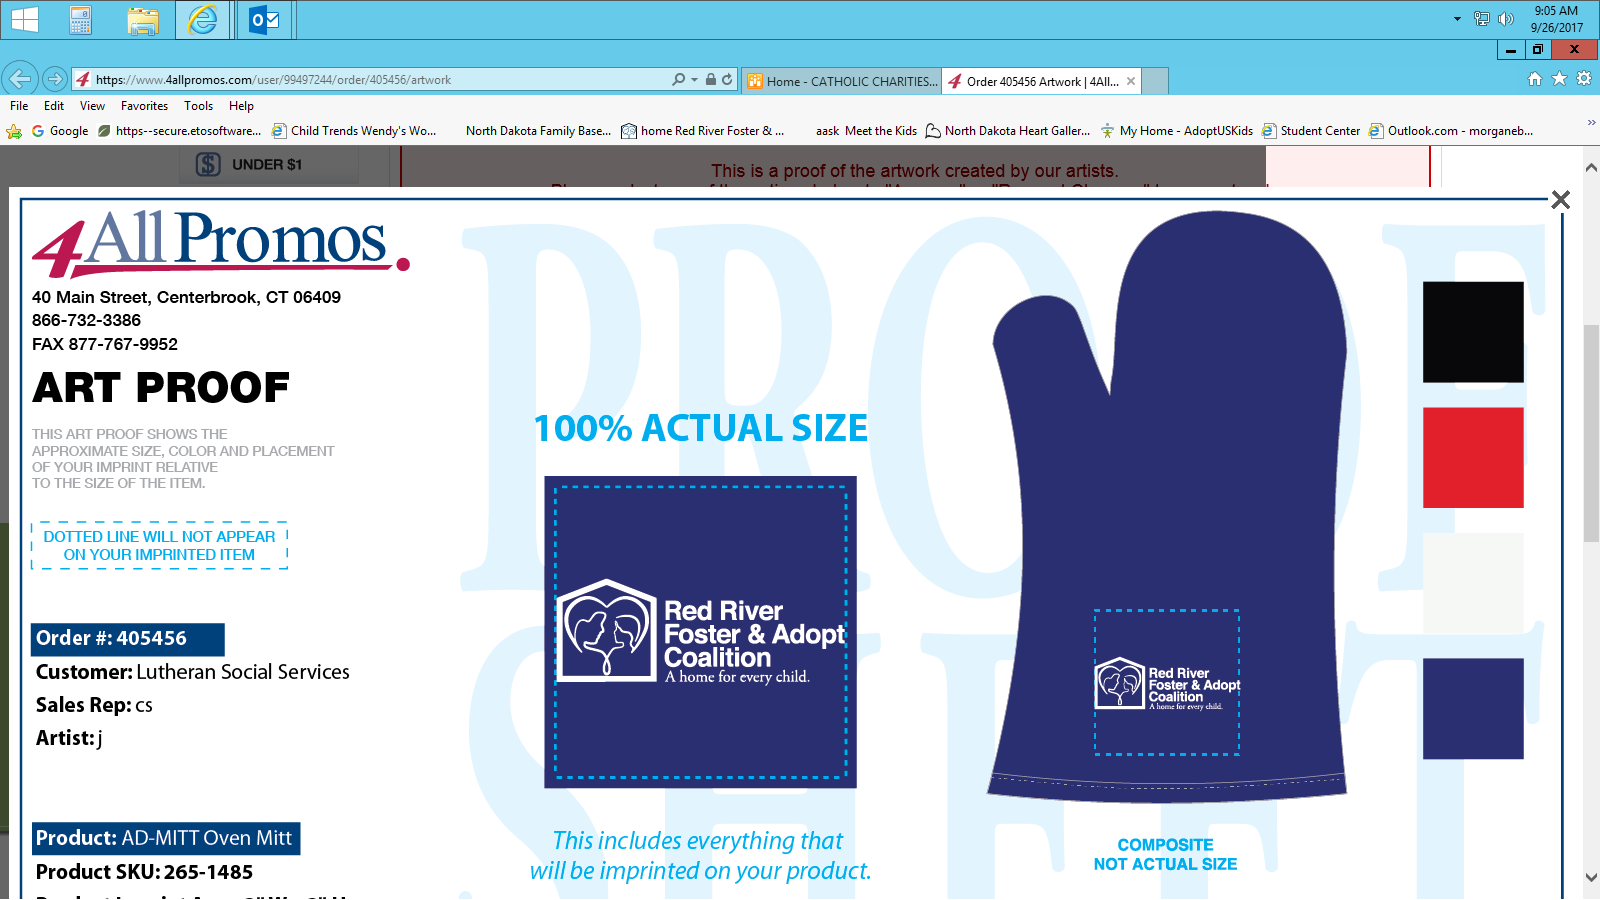 9:05 AM
9/26/2017
https://www.4allpromos.com/user/99497244/order/405456/artwork
Home - CATHOLIC CHARITIES...
Order 405456 Artwork | 4All...
File Edit View Favorites Tools Help
Google https--secure.etosoftware... Child Trends Wendy's Wo... North Dakota Family Base... home Red River Foster & ... aask Meet the Kids North Dakota Heart Galler... My Home - AdoptUSKids Student Center Outlook.com - morganeb...
UNDER $1
This is a proof of the artwork created by our artists.
4AllPromos.
40 Main Street, Centerbrook, CT 06409
866-732-3386
FAX 877-767-9952
ART PROOF
THIS ART PROOF SHOWS THE
APPROXIMATE SIZE, COLOR AND PLACEMENT
OF YOUR IMPRINT RELATIVE
TO THE SIZE OF THE ITEM.
DOTTED LINE WILL NOT APPEAR
ON YOUR IMPRINTED ITEM
Order #: 405456
Customer: Lutheran Social Services
Sales Rep: cs
Artist: j
Product: AD-MITT Oven Mitt
Product SKU: 265-1485
PROOF
SHEET
100% ACTUAL SIZE
Red River
Foster & Adopt
Coalition
A home for every child.
This includes everything that
will be imprinted on your product.
Red River
Foster & Adopt
Coalition
A home for every child.
COMPOSITE
NOT ACTUAL SIZE